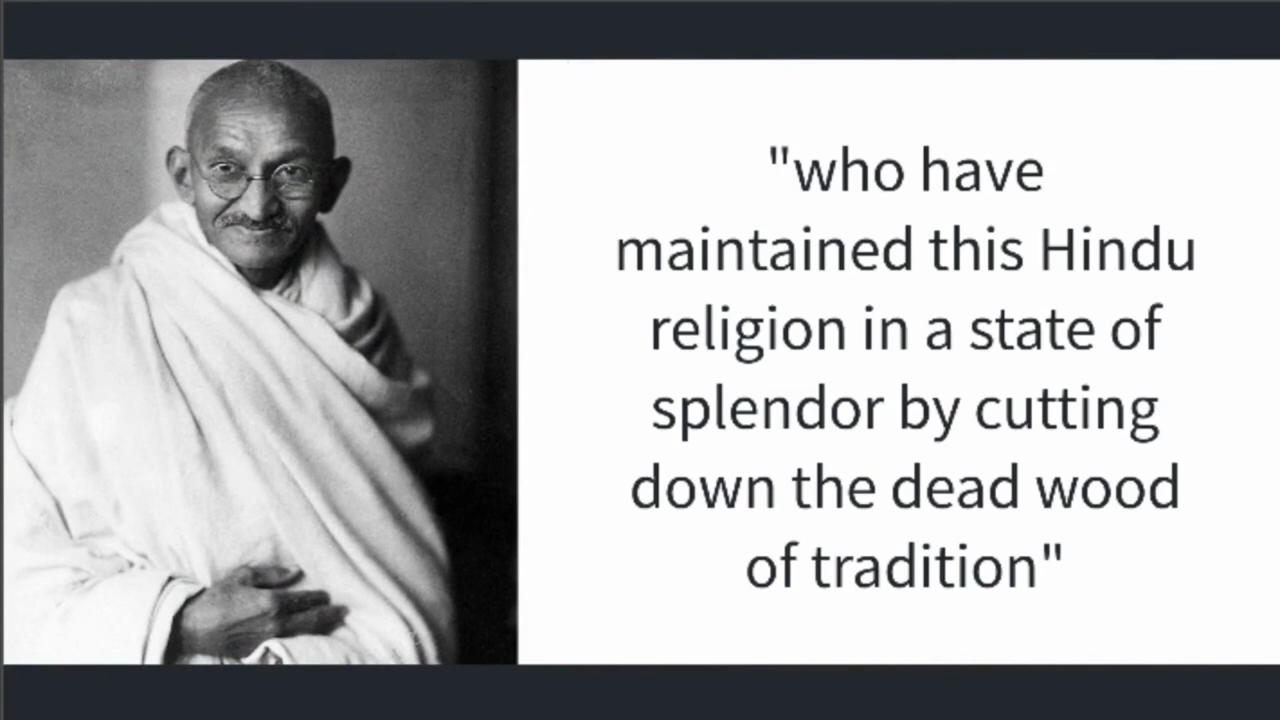 "who have
maintained this Hindu
religion in a state of
splendor by cutting
down the dead wood
of tradition"